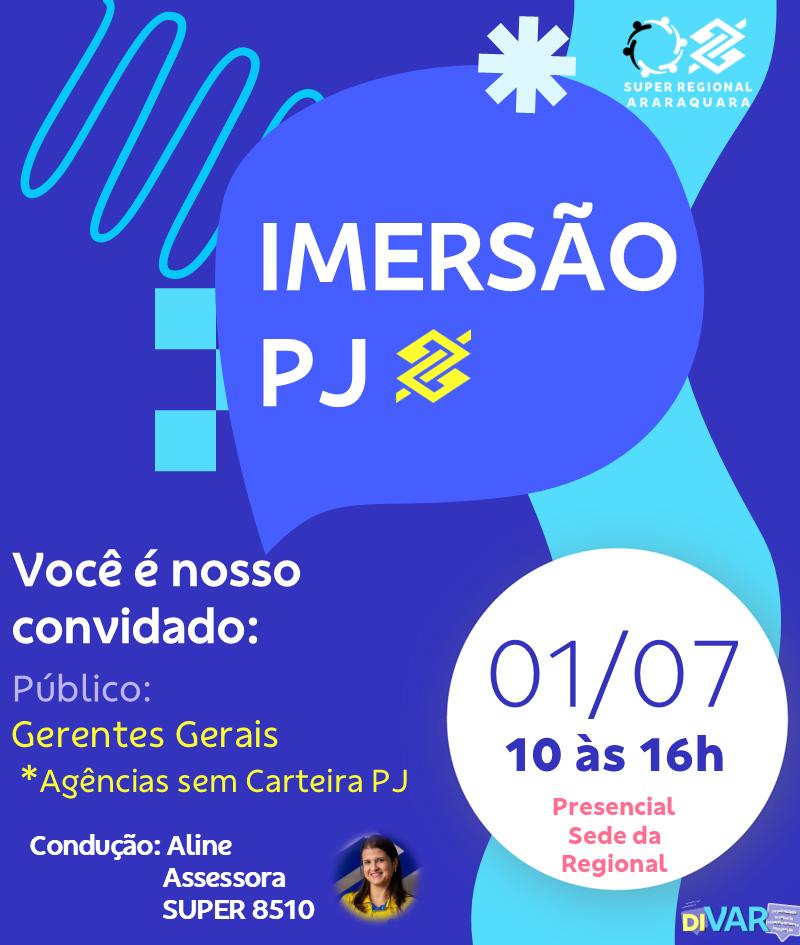 SUPER REGIONAL
ARARAQUARA
IMERSÃO
PJ
Você é nosso
convidado:
Público:
Gerentes Gerais
*Agências sem Carteira PJ
01/07
10 às 16h
Presencial
Sede da
Regional
Condução: Aline
Assessora
SUPER 8510
DIVAR